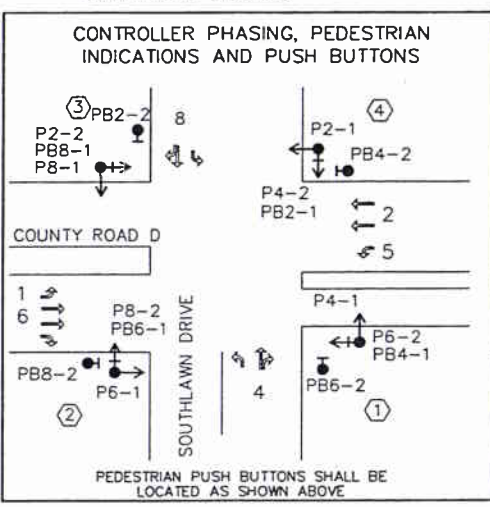 CONTROLLER PHASING, PEDESTRIAN
INDICATIONS AND PUSH BUTTONS
3
PB2-2
P2-2
PB8-1
P8-1
8
4
P2-1
PB4-2
P4-2
PB2-1
2
5
COUNTY ROAD D
1
6
P8-2
PB6-1
PB8-2
P6-1
2
SOUTHLAWN DRIVE
4
P4-1
P6-2
PB4-1
PB6-2
1
PEDESTRIAN PUSH BUTTONS SHALL BE
LOCATED AS SHOWN ABOVE